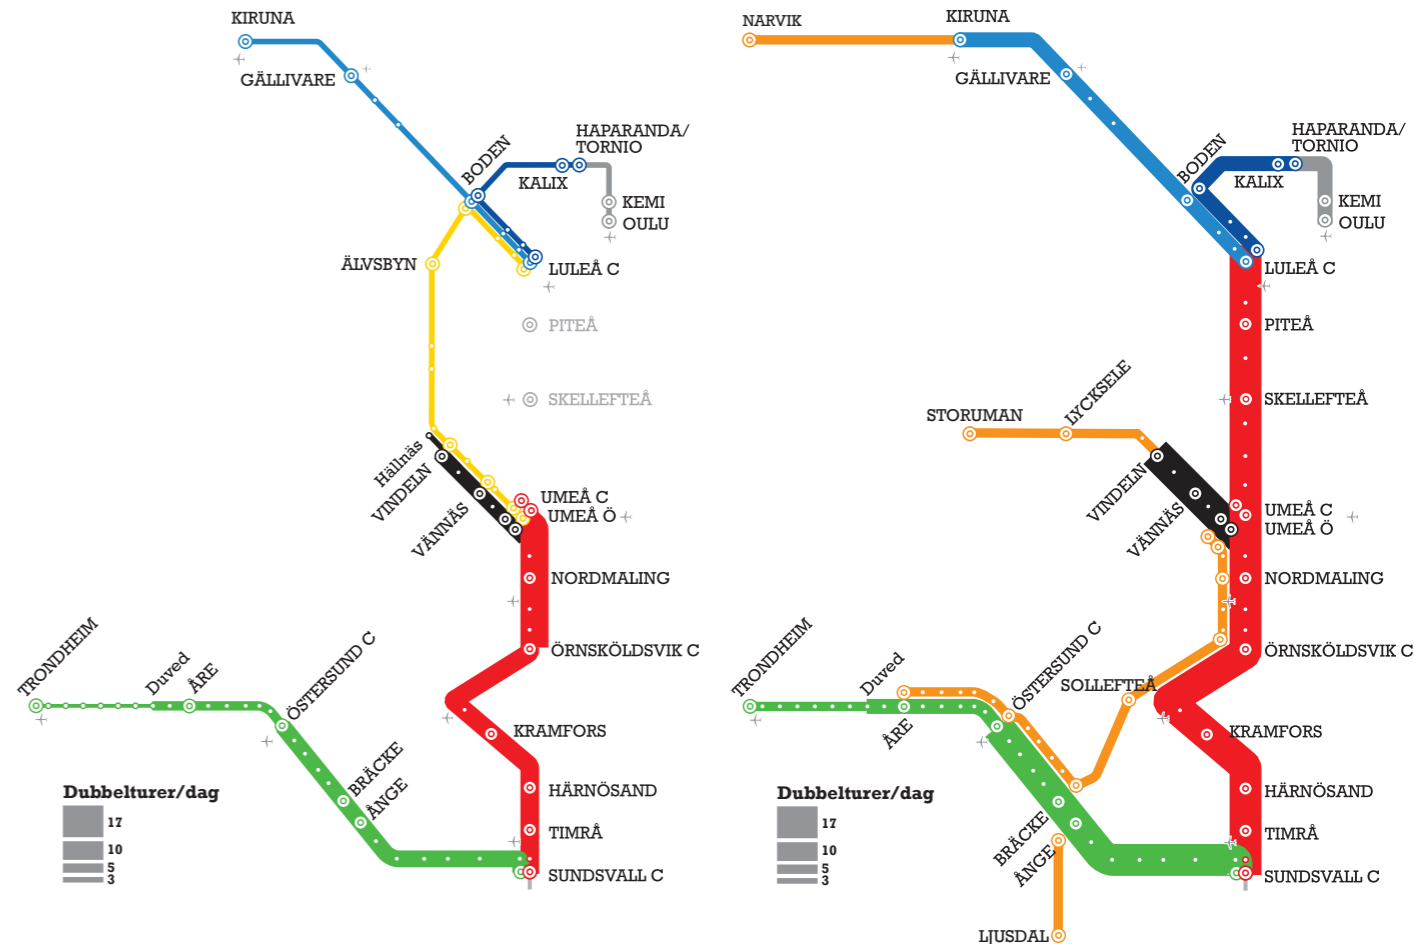 KIRUNA
GÄLLIVARE
BODEN
HAPARANDA/
TORNIO
KALIX
KEMI
OULU
ÄLVSBYN
LULEÅ C
PITEÅ
SKELLEFTEÅ
Hällnäs
VINDELN
VÄNNÄS
UMEÅ C
UMEÅ Ö
NORDMALING
ÖRNSKÖLDSVIK C
TRONDHEIM
Duved
ÅRE
ÖSTERSUND C
KRAMFORS
BRÄCKE
ÅNGE
HÄRNÖSAND
TIMRÅ
SUNDSVALL C
Dubbelturer/dag
17
10
5
3
NARVIK
KIRUNA
GÄLLIVARE
BODEN
HAPARANDA/
TORNIO
KALIX
KEMI
OULU
LULEÅ C
PITEÅ
SKELLEFTEÅ
STORUMAN
LYCKSELE
VINDELN
VÄNNÄS
UMEÅ C
UMEÅ Ö
NORDMALING
ÖRNSKÖLDSVIK C
TRONDHEIM
Duved
ÅRE
ÖSTERSUND C
SOLLEFTEÅ
KRAMFORS
BRÄCKE
ÅNGE
HÄRNÖSAND
TIMRÅ
SUNDSVALL C
LJUSDAL
Dubbelturer/dag
17
10
5
3